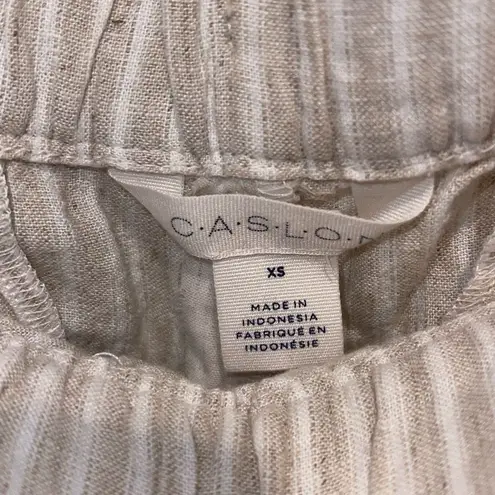 C·A·S·L·O·
XS
MADE IN
INDONESIA
FABRIQUÉ EN
INDONÉSIE